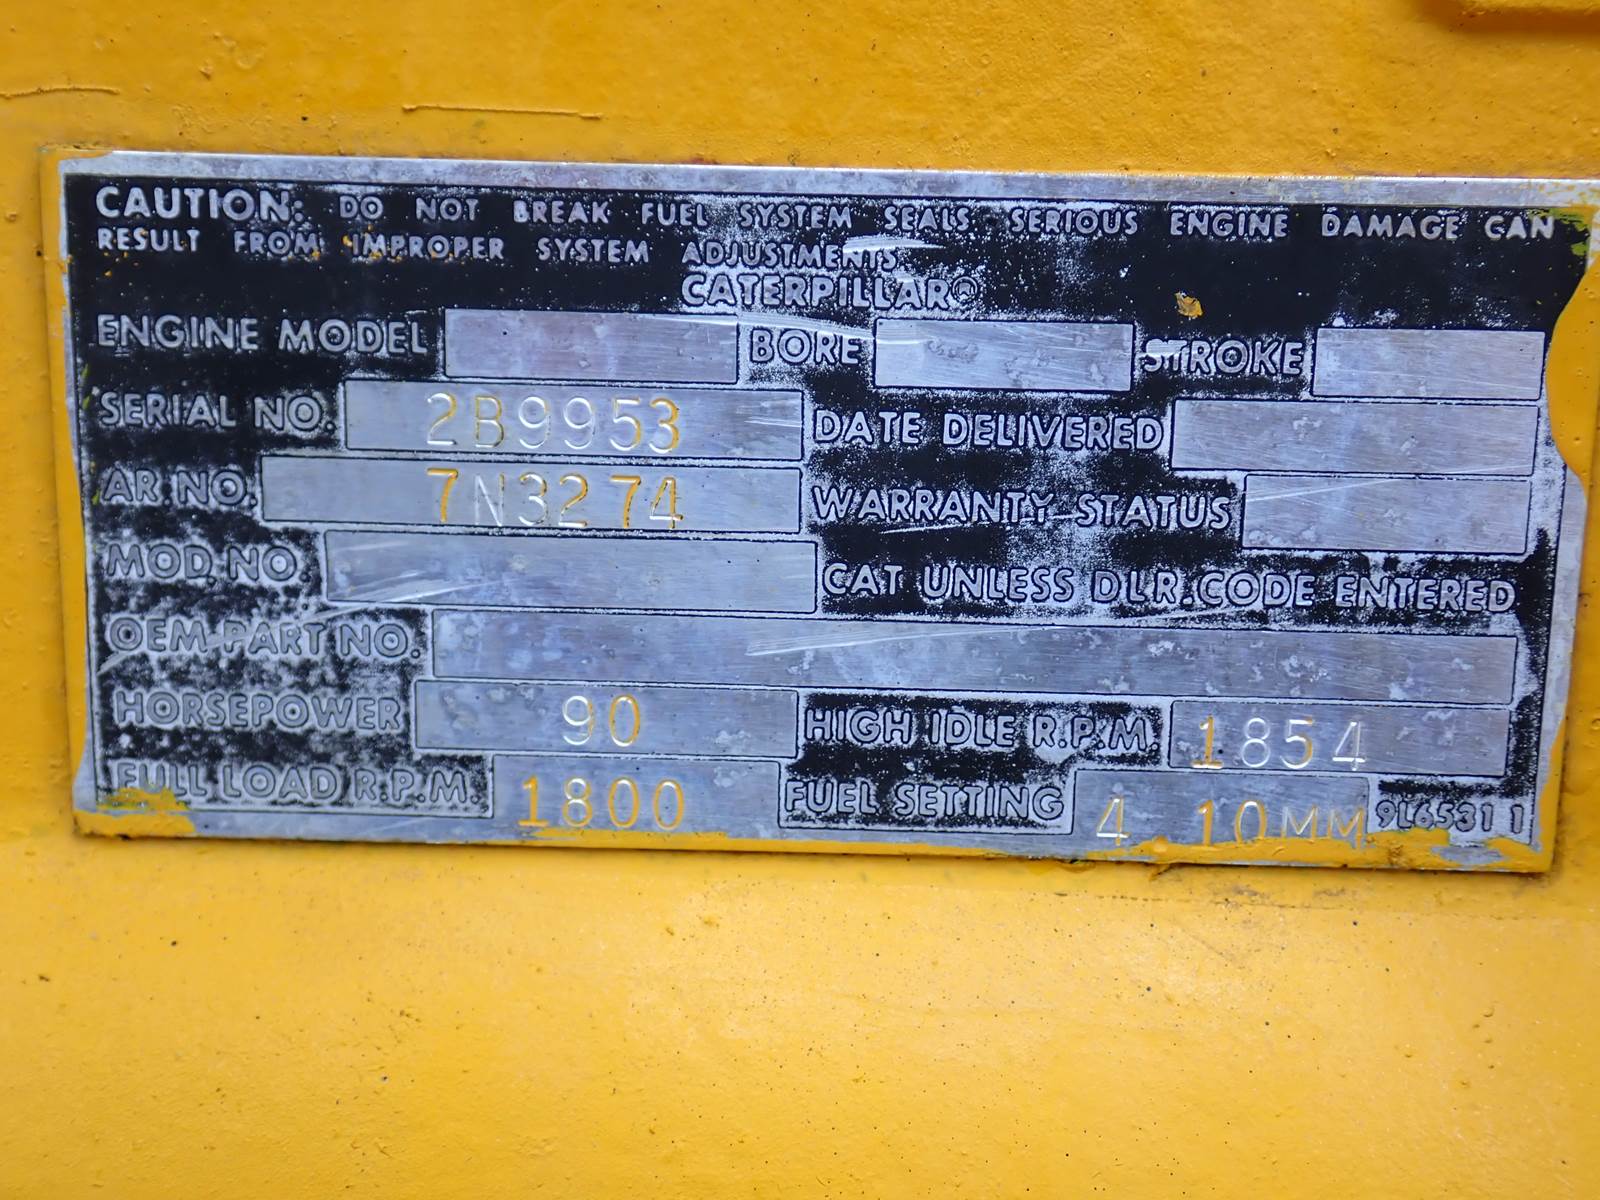 CAUTION: DO NOT BREAK FUEL SYSTEM SEALS SERIOUS ENGINE DAMAGE CAN
RESULT FROM IMPROPER SYSTEM ADJUSTMENTS
CATERPILLAR®
ENGINE MODEL BORE STROKE
SERIAL NO. 2B9953 DATE DELIVERED
AR NO. 7N3274 WARRANTY STATUS
MOD. NO. CAT UNLESS DLR. CODE ENTERED
OEM PART NO.
HORSEPOWER 90 HIGH IDLE R.P.M. 1854
FULL LOAD R.P.M. 1800 FUEL SETTING 4.10MM 9L6531 1